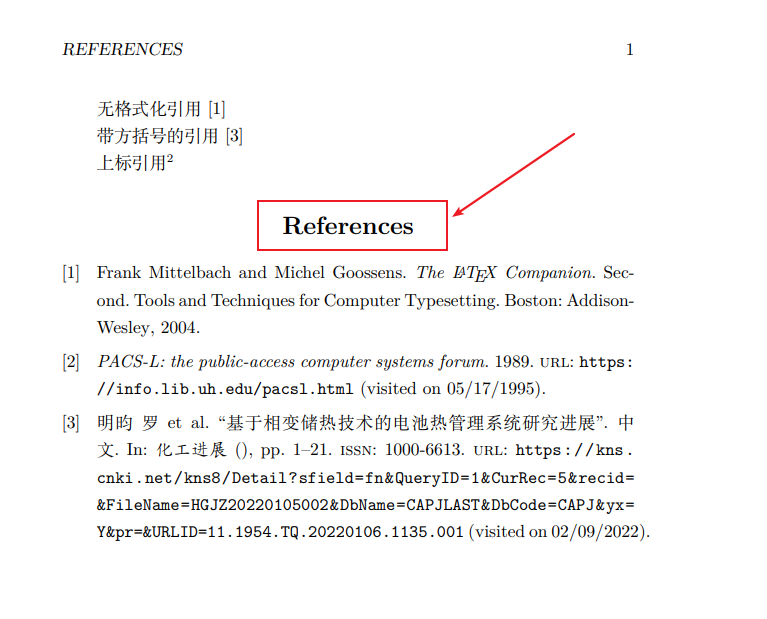 REFERENCES 1
无格式化引用 [1]
带方括号的引用 [3]
上标引用²
References
[1] Frank Mittelbach and Michel Goossens. The LATEX Companion. Sec-
ond. Tools and Techniques for Computer Typesetting. Boston: Addison-
Wesley, 2004.
[2] PACS-L: the public-access computer systems forum. 1989. URL: https:
//info.lib.uh.edu/pacsl.html (visited on 05/17/1995).
[3] 明昀 罗 et al. “基于相变储热技术的电池热管理系统研究进展”. 中
文. In: 化工进展 (), pp. 1–21. ISSN: 1000-6613. URL: https://kns.
cnki.net/kns8/Detail?sfield=fn&QueryID=1&CurRec=5&recid=
&FileName=HGJZ20220105002&DbName=CAPJLAST&DbCode=CAPJ&yx=
Y&pr=&URLID=11.1954.TQ.20220106.1135.001 (visited on 02/09/2022).